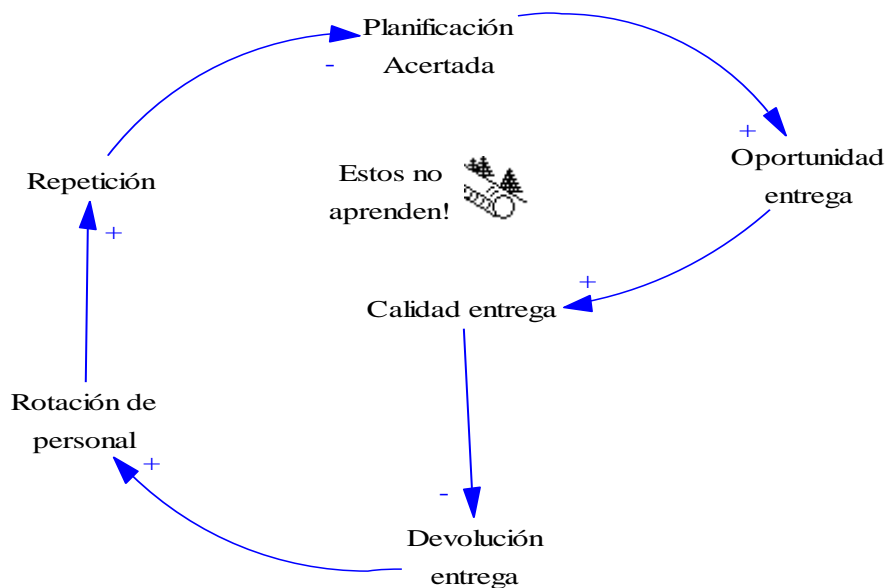 Planificación
Acertada
-
+
Oportunidad
entrega
Repetición
+
Estos no
aprenden!
+
Calidad entrega
Rotación de
personal
+
-
Devolución
entrega